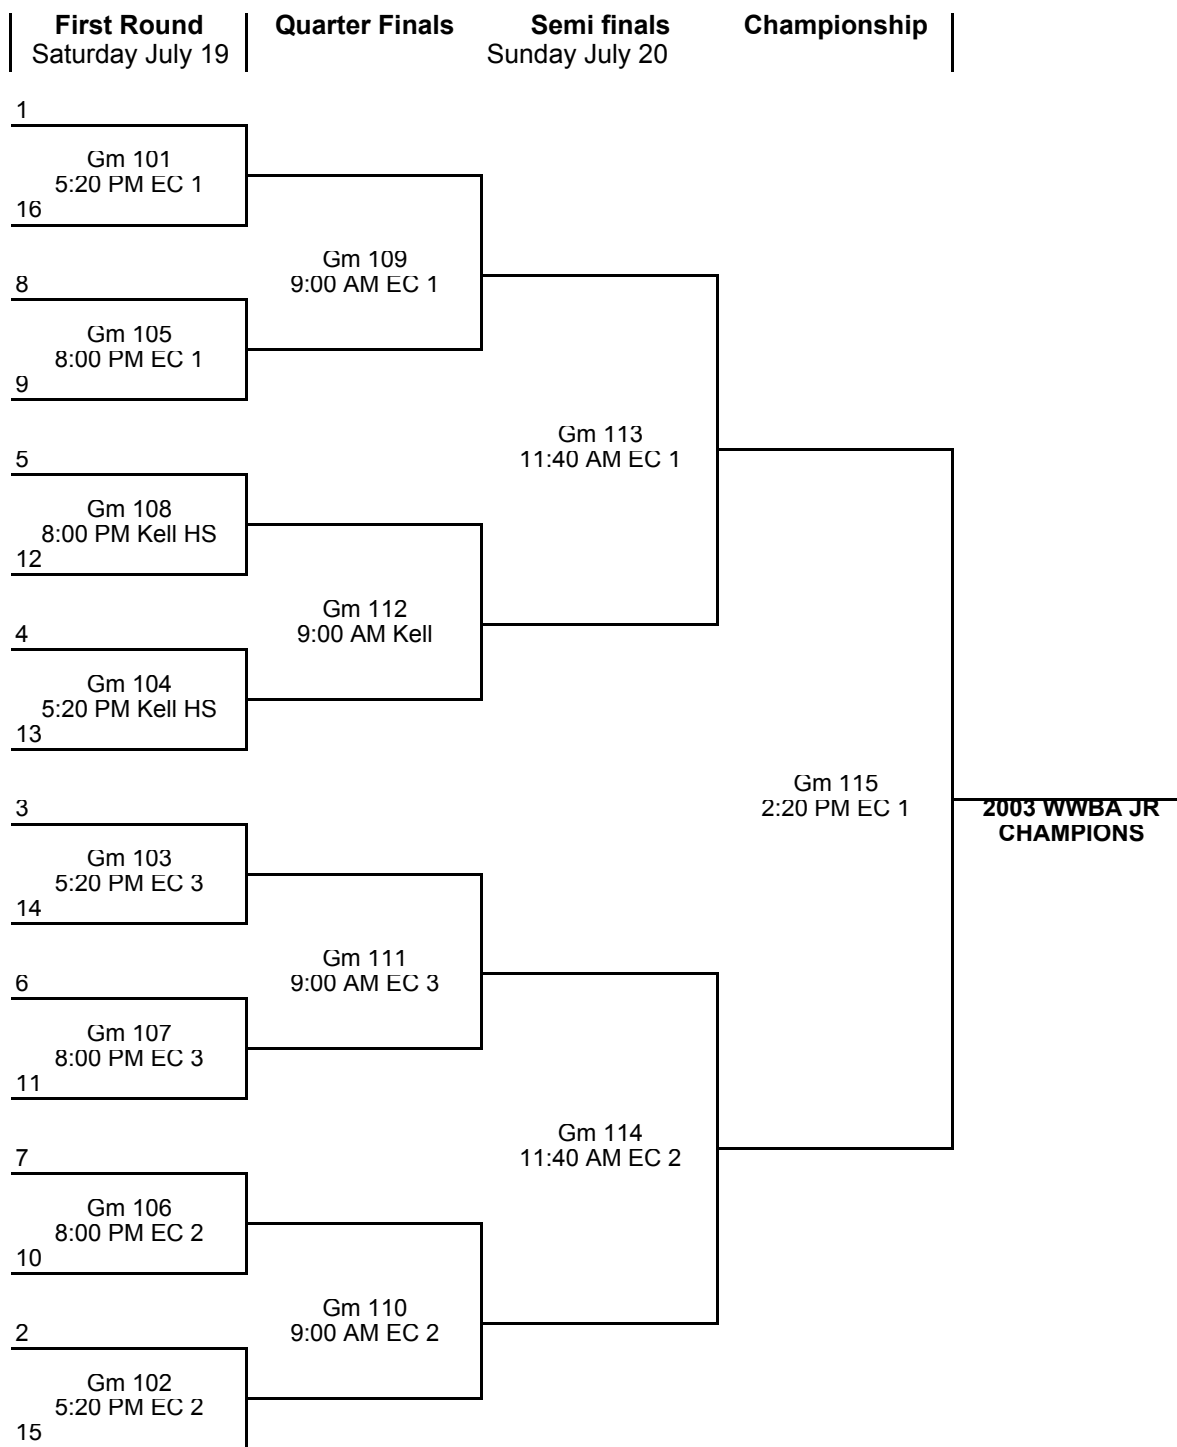 First Round
Saturday July 19
Quarter Finals
Semi finals
Sunday July 20
Championship
1
Gm 101
5:20 PM EC 1
16
Gm 109
9:00 AM EC 1
8
Gm 105
8:00 PM EC 1
9
Gm 113
11:40 AM EC 1
5
Gm 108
8:00 PM Kell HS
12
Gm 112
9:00 AM Kell
4
Gm 104
5:20 PM Kell HS
13
Gm 115
2:20 PM EC 1
2003 WWBA JR
CHAMPIONS
3
Gm 103
5:20 PM EC 3
14
Gm 111
9:00 AM EC 3
6
Gm 107
8:00 PM EC 3
11
Gm 114
11:40 AM EC 2
7
Gm 106
8:00 PM EC 2
10
Gm 110
9:00 AM EC 2
2
Gm 102
5:20 PM EC 2
15